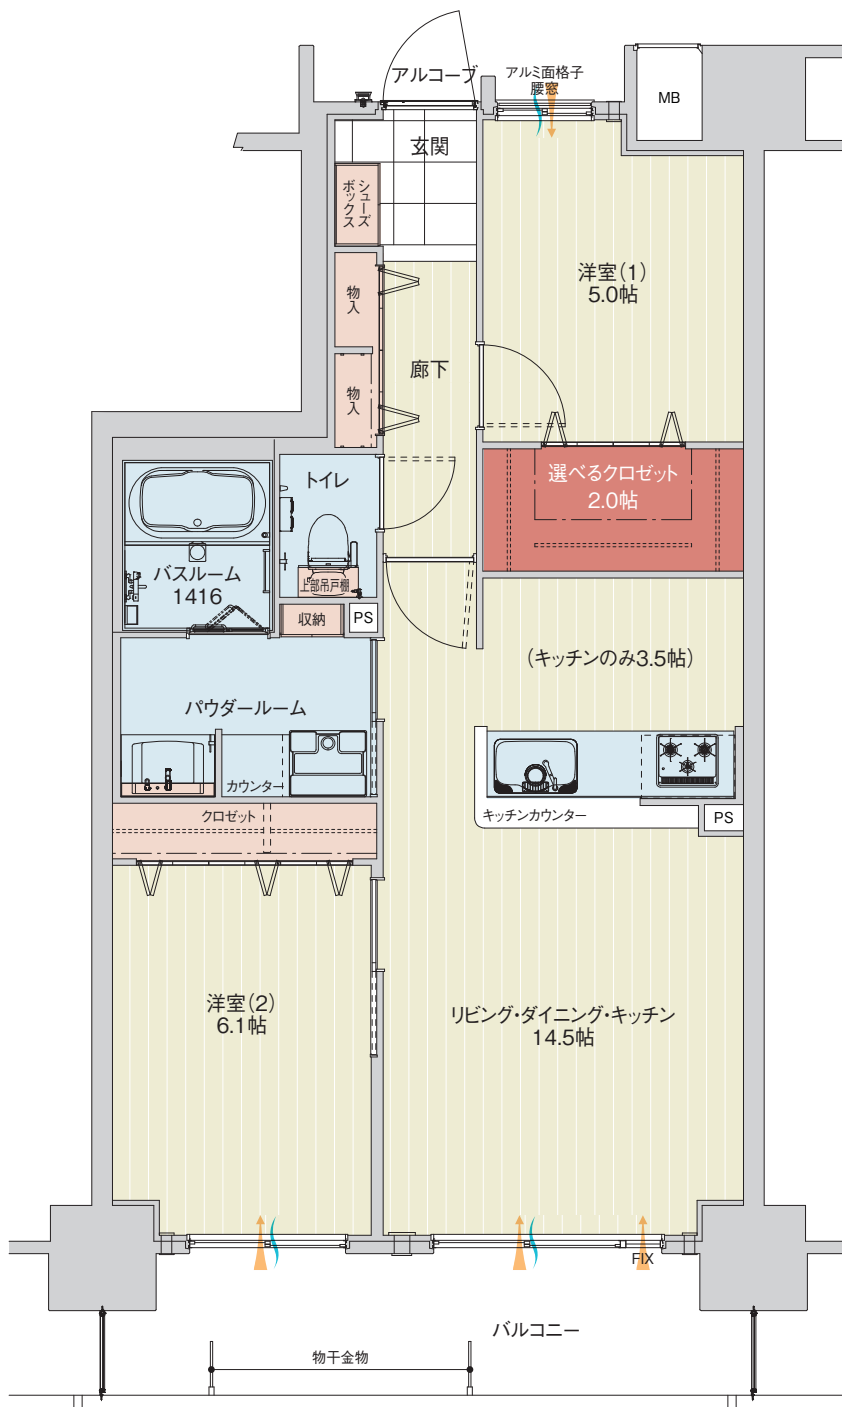 アルコーブ
アルミ面格子
腰窓
MB
玄関
シューズ
ボックス
洋室(1)
5.0帖
物入
廊下
物入
選べるクロゼット
2.0帖
トイレ
上部吊戸棚
バスルーム
1416
収納
PS
(キッチンのみ3.5帖)
パウダールーム
カウンター
キッチンカウンター
PS
クロゼット
洋室(2)
6.1帖
リビング・ダイニング・キッチン
14.5帖
FIX
バルコニー
物干金物